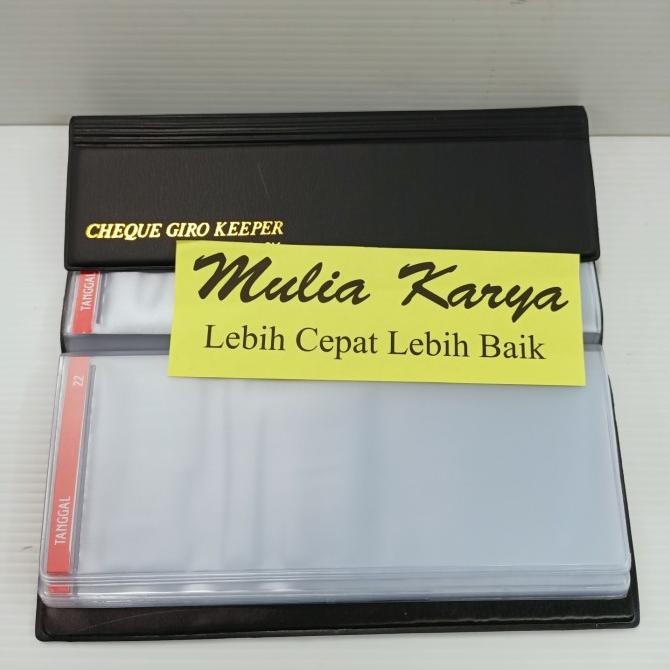 CHEQUE GIRO KEEPER
TANGGAL
Mulia Karya
Lebih Cepat Lebih Baik
22
TANGGAL